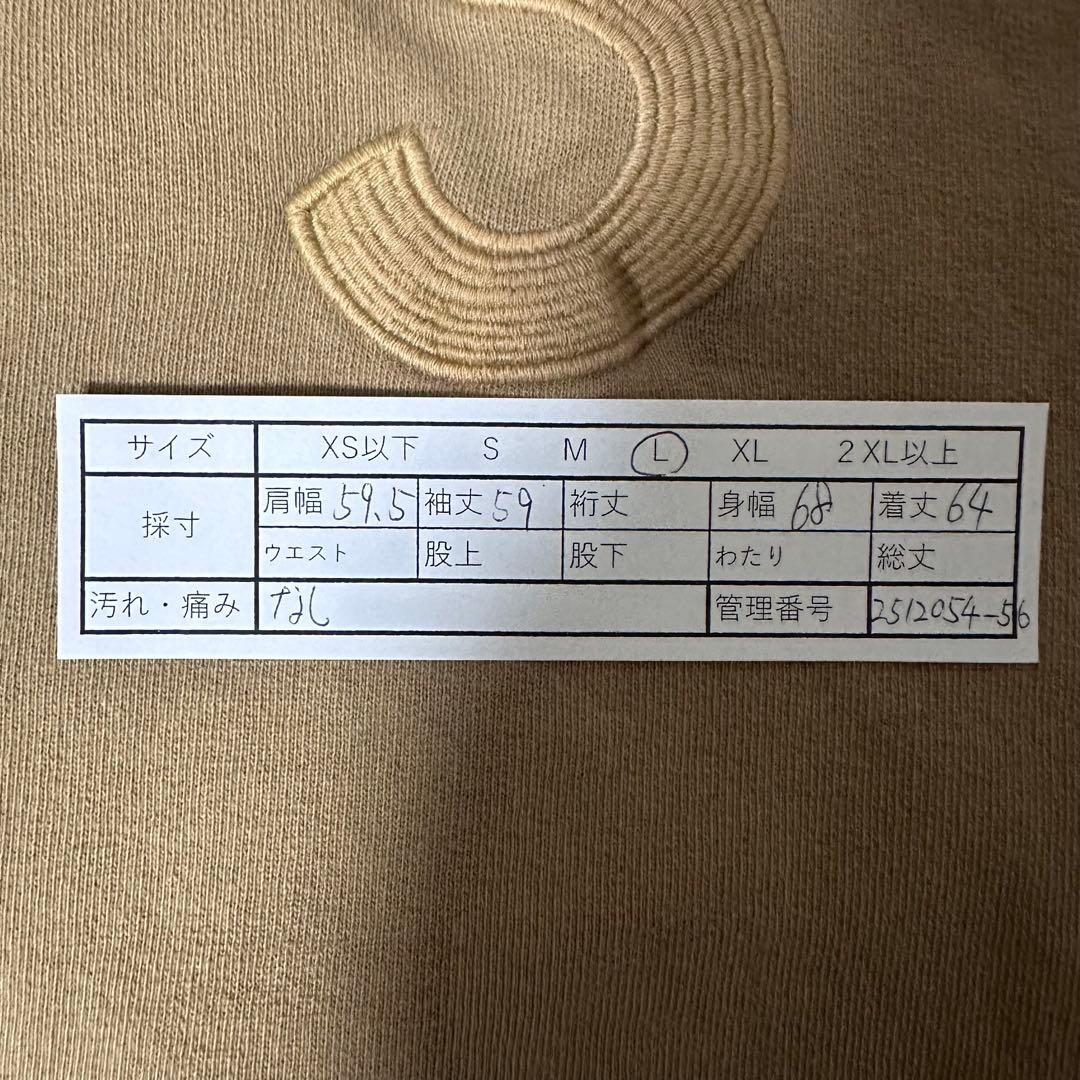 サイズ XS以下 S M L XL 2XL以上
採寸 肩幅 59.5 袖丈 59 裄丈 身幅 68 着丈 64
ウエスト 股上 股下 わたり 総丈
汚れ・痛み なし 管理番号 2512054-56